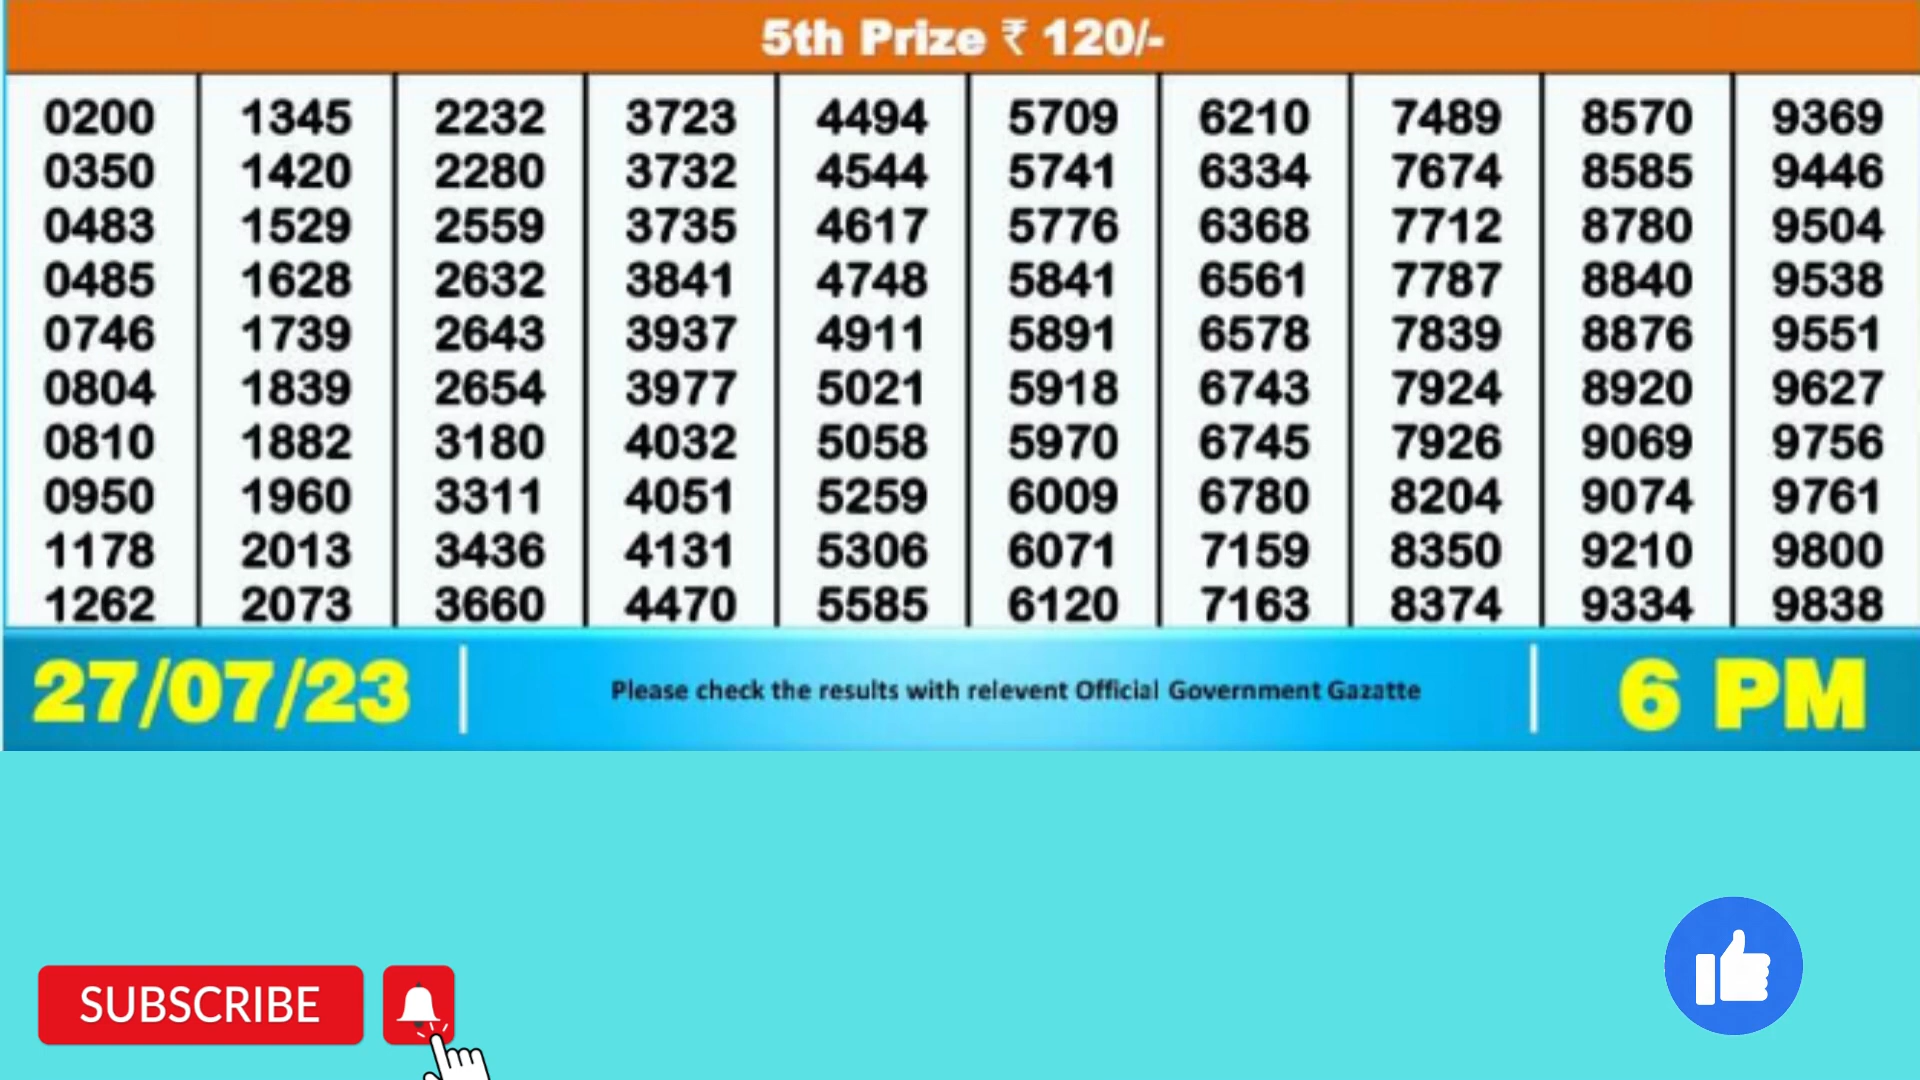 5th Prize ₹ 120/-
0200 1345 2232 3723 4494 5709 6210 7489 8570 9369
0350 1420 2280 3732 4544 5741 6334 7674 8585 9446
0483 1529 2559 3735 4617 5776 6368 7712 8780 9504
0485 1628 2632 3841 4748 5841 6561 7787 8840 9538
0746 1739 2643 3937 4911 5891 6578 7839 8876 9551
0804 1839 2654 3977 5021 5918 6743 7924 8920 9627
0810 1882 3180 4032 5058 5970 6745 7926 9069 9756
0950 1960 3311 4051 5259 6009 6780 8204 9074 9761
1178 2013 3436 4131 5306 6071 7159 8350 9210 9800
1262 2073 3660 4470 5585 6120 7163 8374 9334 9838
27/07/23 Please check the results with relevent Official Government Gazatte 6 PM
SUBSCRIBE